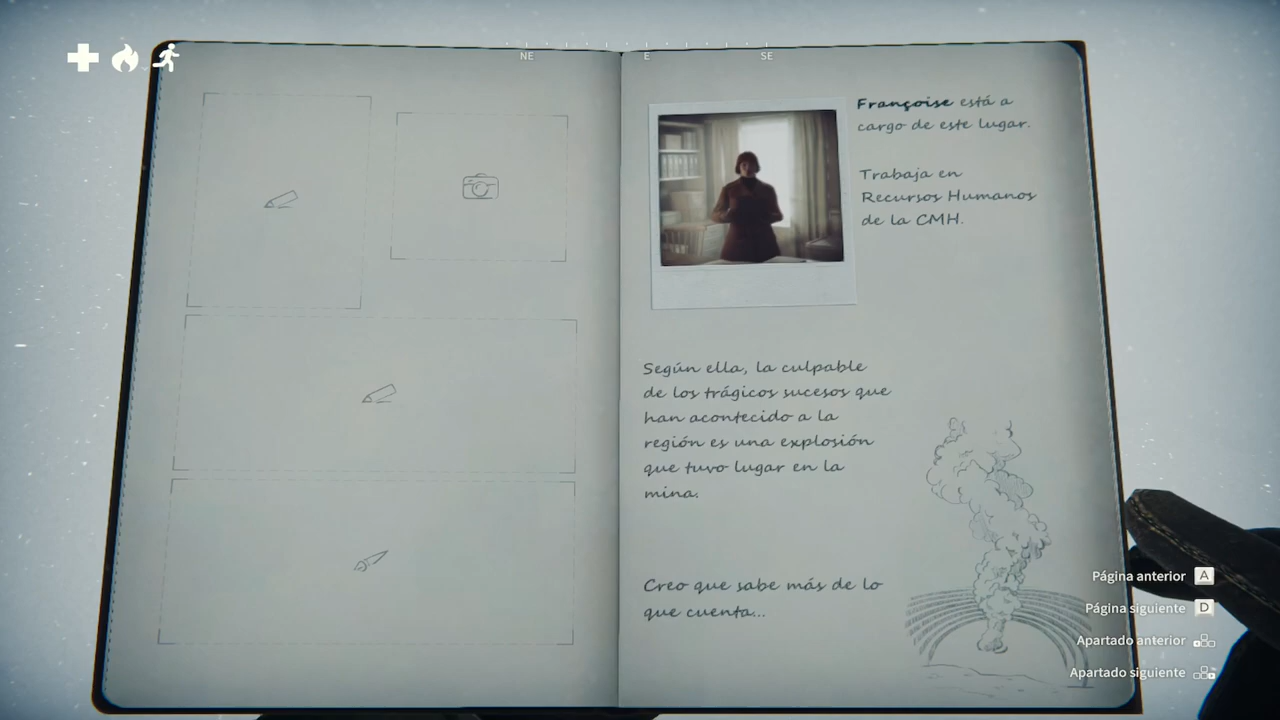 NE
E
SE
Françoise está a
cargo de este lugar.
Trabaja en
Recursos Humanos
de la CMH.
Según ella, la culpable
de los trágicos sucesos que
han acontecido a la
región es una explosión
que tuvo lugar en la
mina.
Creo que sabe más de lo
que cuenta...
Página anterior A
Página siguiente D
Apartado anterior
Apartado siguiente